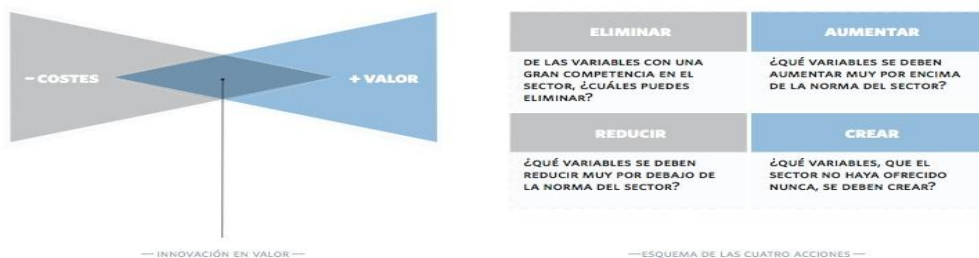 – COSTES
+ VALOR
— INNOVACIÓN EN VALOR —
ELIMINAR
DE LAS VARIABLES CON UNA
GRAN COMPETENCIA EN EL
SECTOR, ¿CUÁLES PUEDES
ELIMINAR?
AUMENTAR
¿QUÉ VARIABLES SE DEBEN
AUMENTAR MUY POR ENCIMA
DE LA NORMA DEL SECTOR?
REDUCIR
¿QUÉ VARIABLES SE DEBEN
REDUCIR MUY POR DEBAJO DE
LA NORMA DEL SECTOR?
CREAR
¿QUÉ VARIABLES, QUE EL
SECTOR NO HAYA OFRECIDO
NUNCA, SE DEBEN CREAR?
—ESQUEMA DE LAS CUATRO ACCIONES —